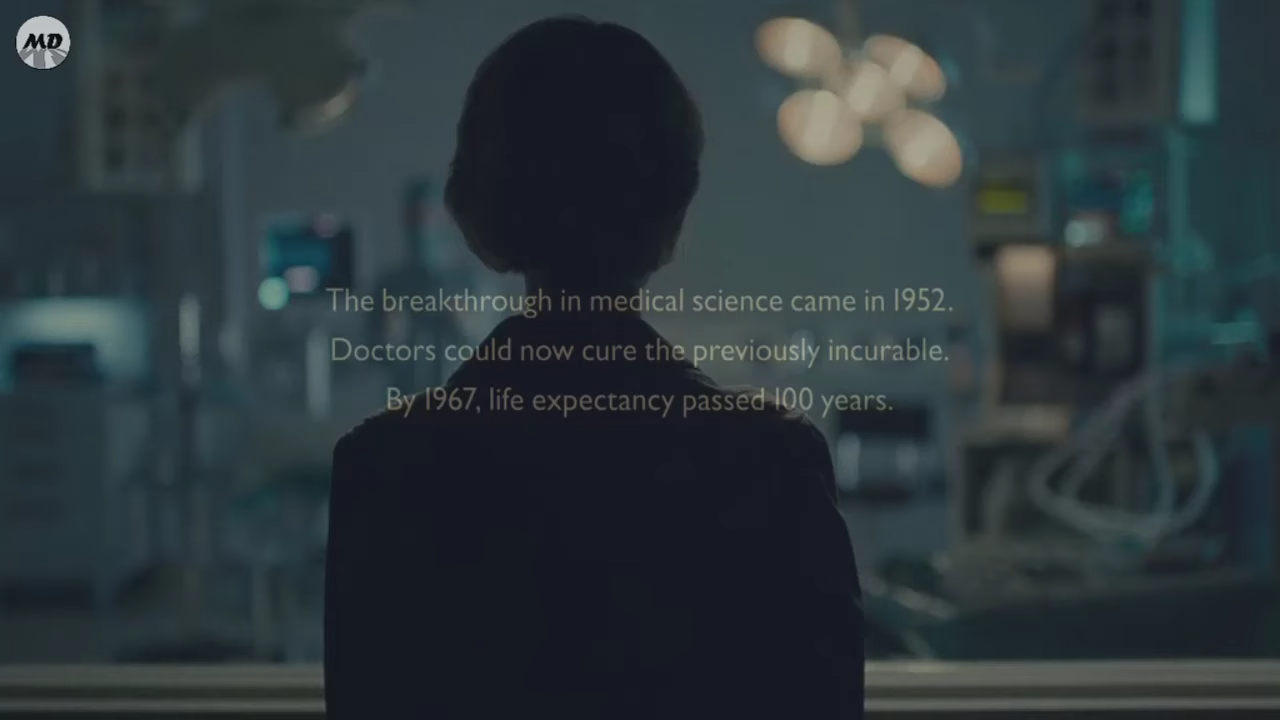 MD
The breakthrough in medical science came in 1952.
Doctors could now cure the previously incurable.
By 1967, life expectancy passed 100 years.